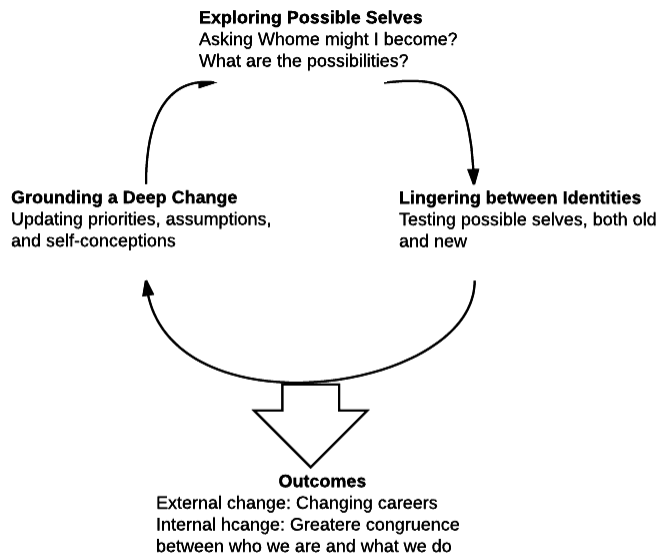 Exploring Possible Selves
Asking Whome might I become?
What are the possibilities?
Grounding a Deep Change
Updating priorities, assumptions,
and self-conceptions
Lingering between Identities
Testing possible selves, both old
and new
Outcomes
External change: Changing careers
Internal hcange: Greatere congruence
between who we are and what we do